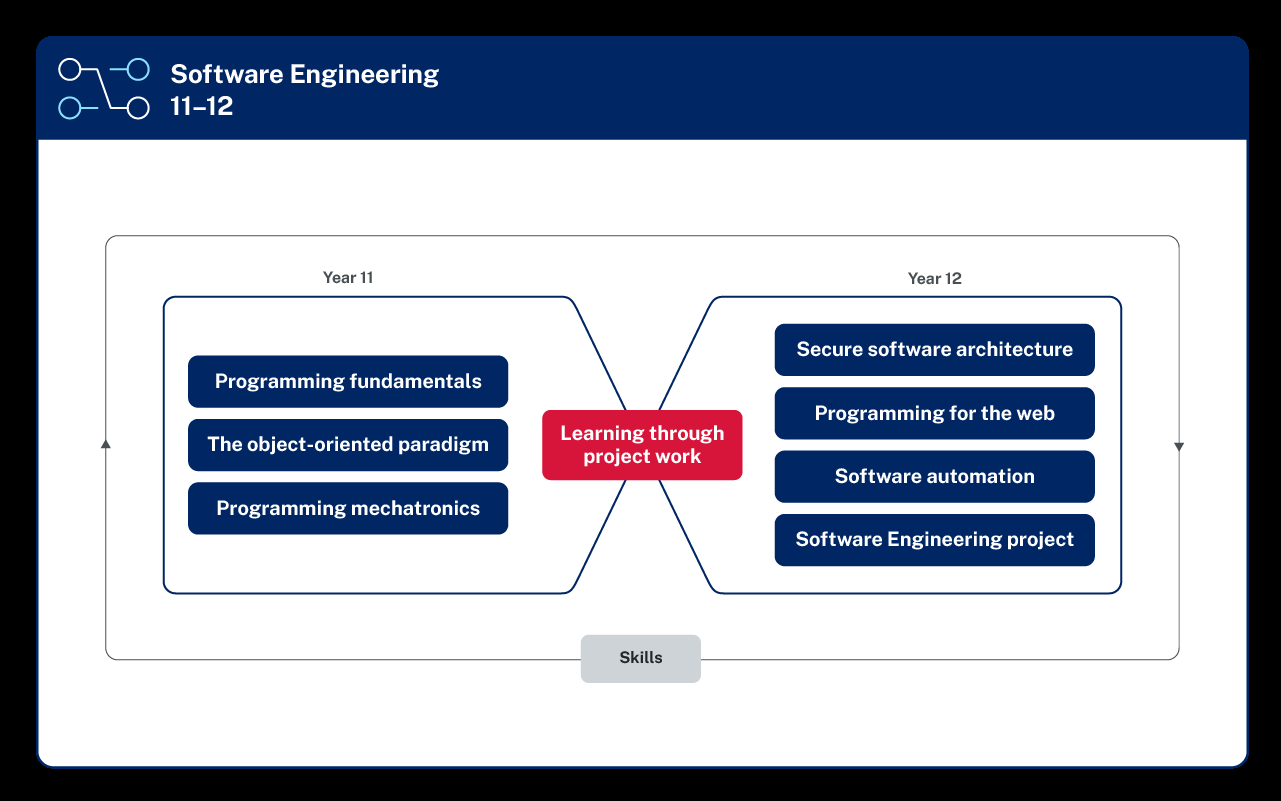 Software Engineering
11–12
Year 11
Programming fundamentals
The object-oriented paradigm
Programming mechatronics
Learning through
project work
Year 12
Secure software architecture
Programming for the web
Software automation
Software Engineering project
Skills